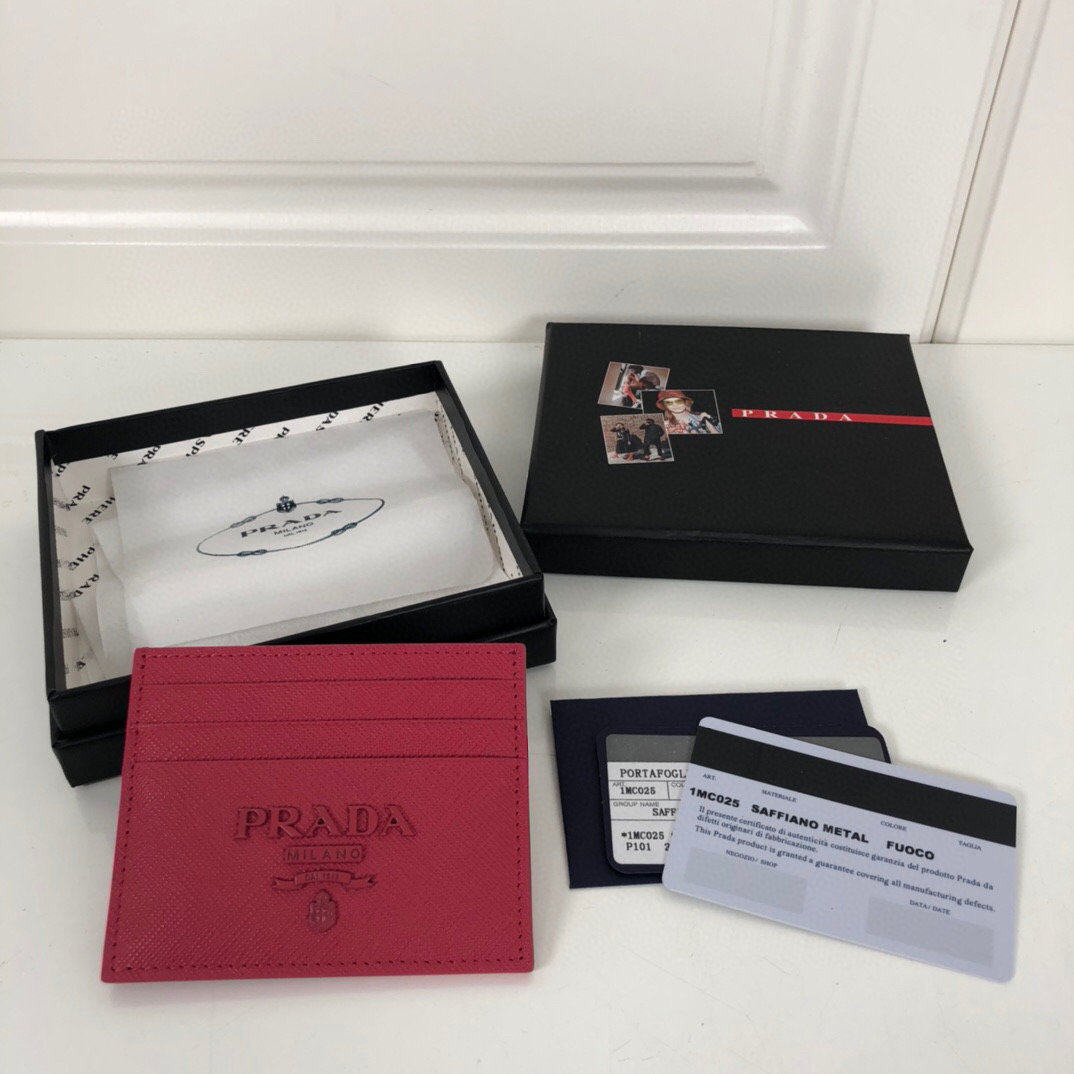 PRADA
PRADA
MILANO
PRADA
MILANO
PORTAFOGL
ART
1MC025
GROUP NAME
SAFF
*1MC025
P101 2
ART.
MATERIALE
COLORE
TAGLIA
1MC025 SAFFIANO METAL FUOCO
Il presente certificato di autenticità costituisce garanzia del prodotto Prada da
difetti originari di fabbricazione.
This Prada product is granted a guarantee covering all manufacturing defects.
NEGOZIO/ SHOP
DATA/ DATE